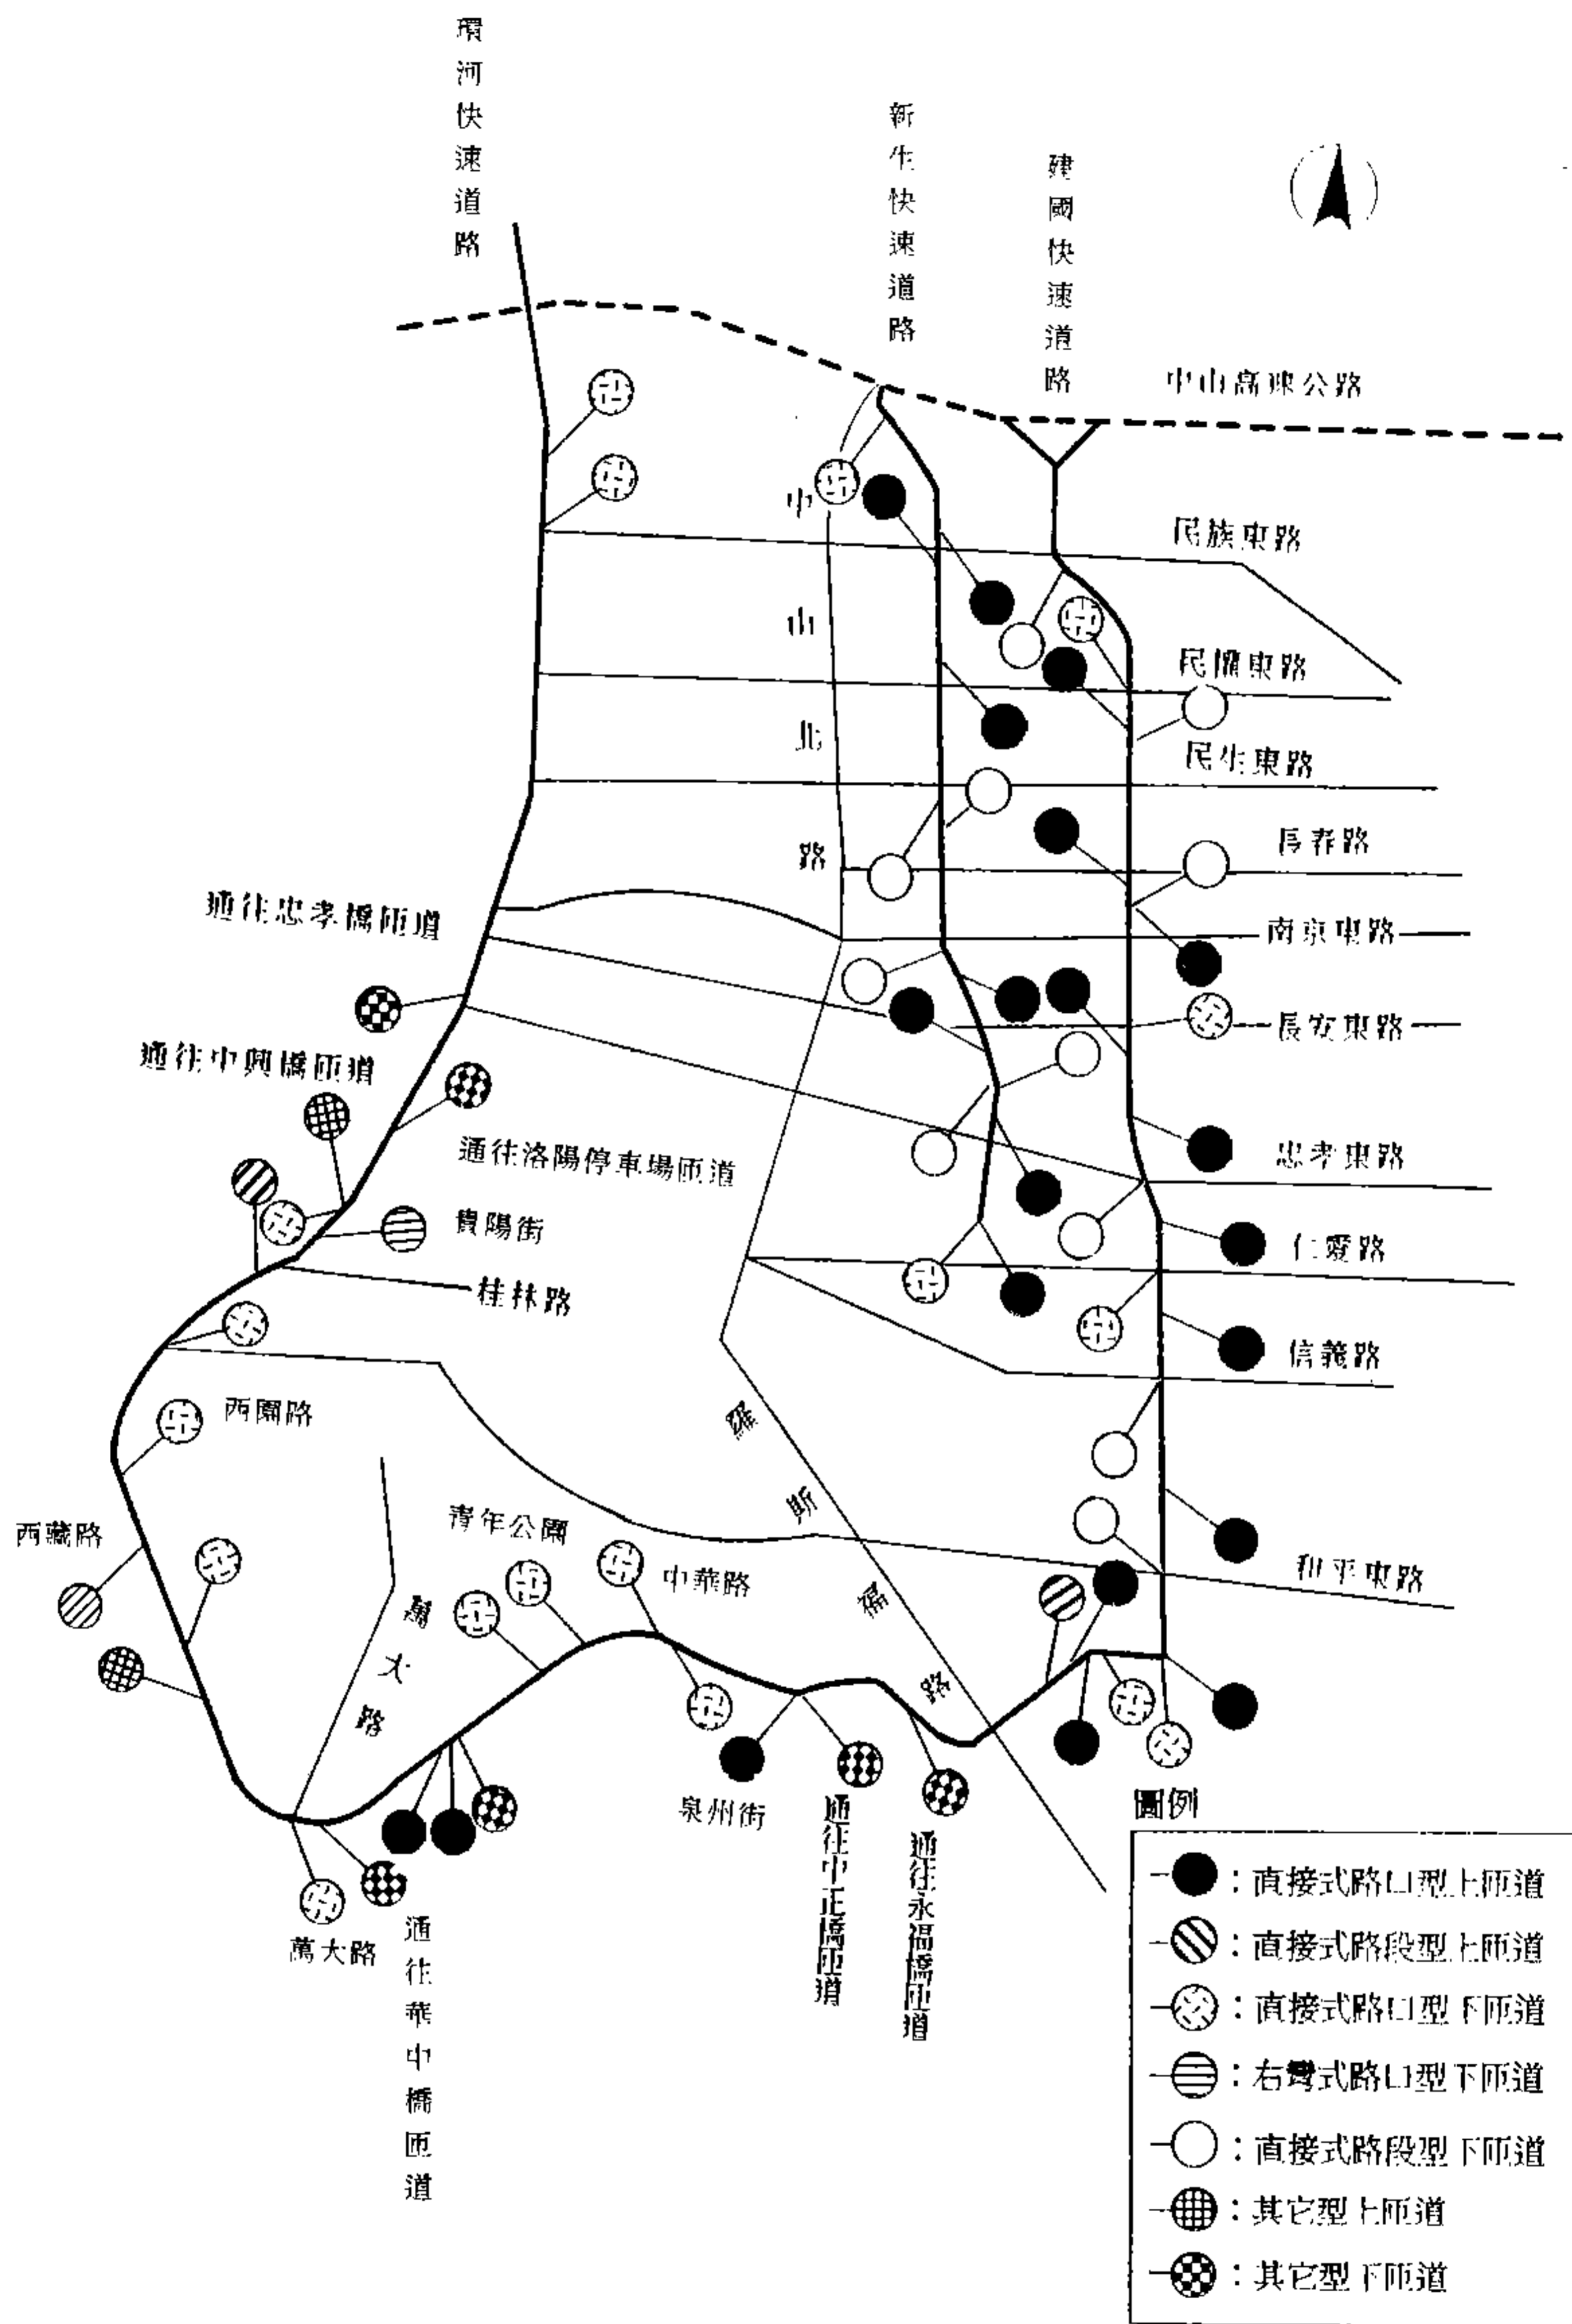 環河快速道路
新生快速道路
建國快速道路
中山高速公路
民族東路
中山北路
民權東路
民生東路
長春路
通往忠孝橋匝道
南京東路
長安東路
通往中興橋匝道
通往洛陽停車場匝道
忠孝東路
貴陽街
仁愛路
桂林路
信義路
西園路
羅斯福路
西藏路
青年公園
中華路
和平東路
萬大路
泉州街
通往中正橋匝道
通往永福橋匝道
萬大路
通往華中橋匝道
圖例
：直接式路口型上匝道
：直接式路段型上匝道
：直接式路口型下匝道
：右彎式路口型下匝道
：直接式路段型下匝道
：其它型上匝道
：其它型下匝道